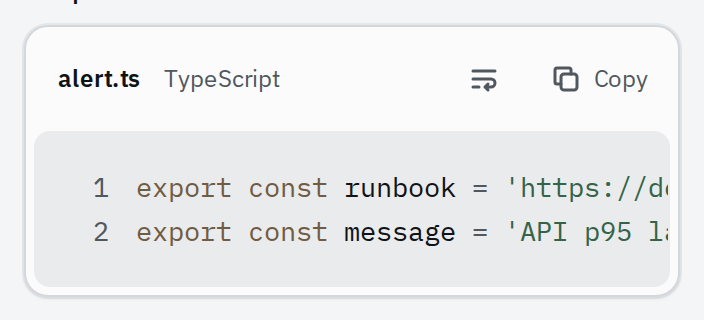 alert.ts TypeScript Copy
1 export const runbook = 'https://d
2 export const message = 'API p95 l